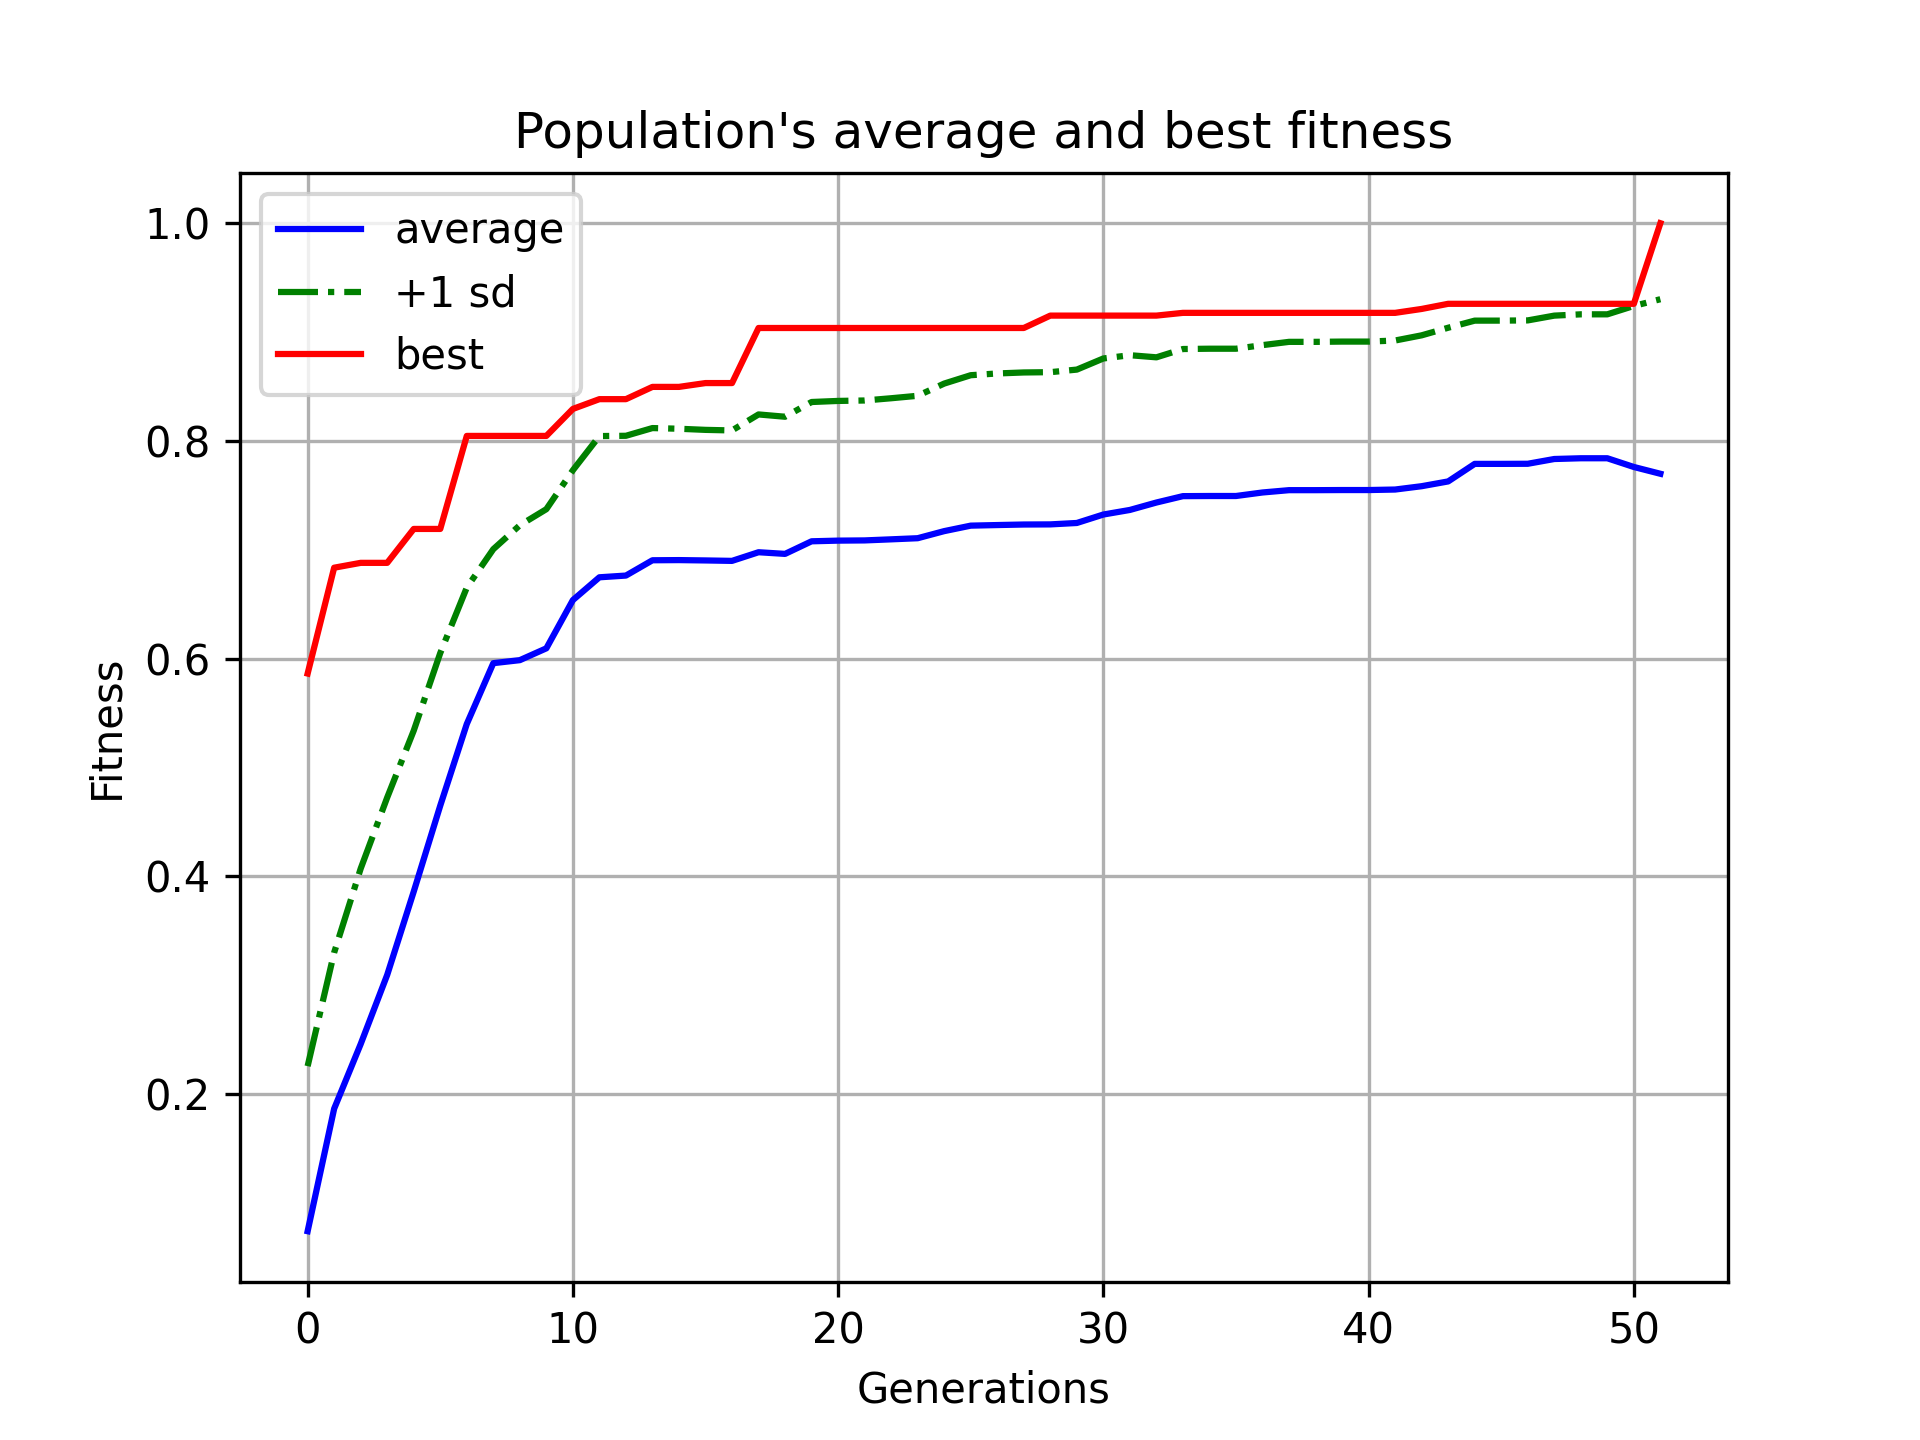 Population's average and best fitness
average
+1 sd
best
1.0
0.8
0.6
0.4
0.2
Fitness
0 10 20 30 40 50
Generations